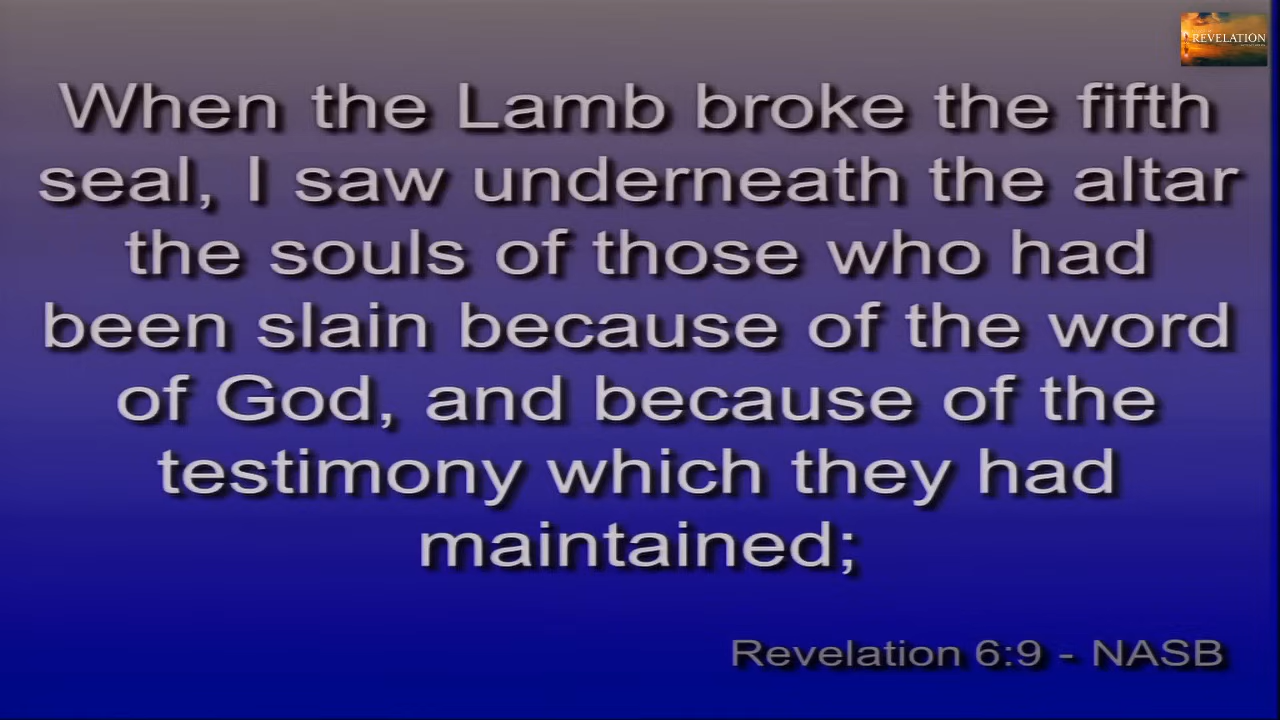 REVELATION
When the Lamb broke the fifth
seal, I saw underneath the altar
the souls of those who had
been slain because of the word
of God, and because of the
testimony which they had
maintained;
Revelation 6:9 - NASB